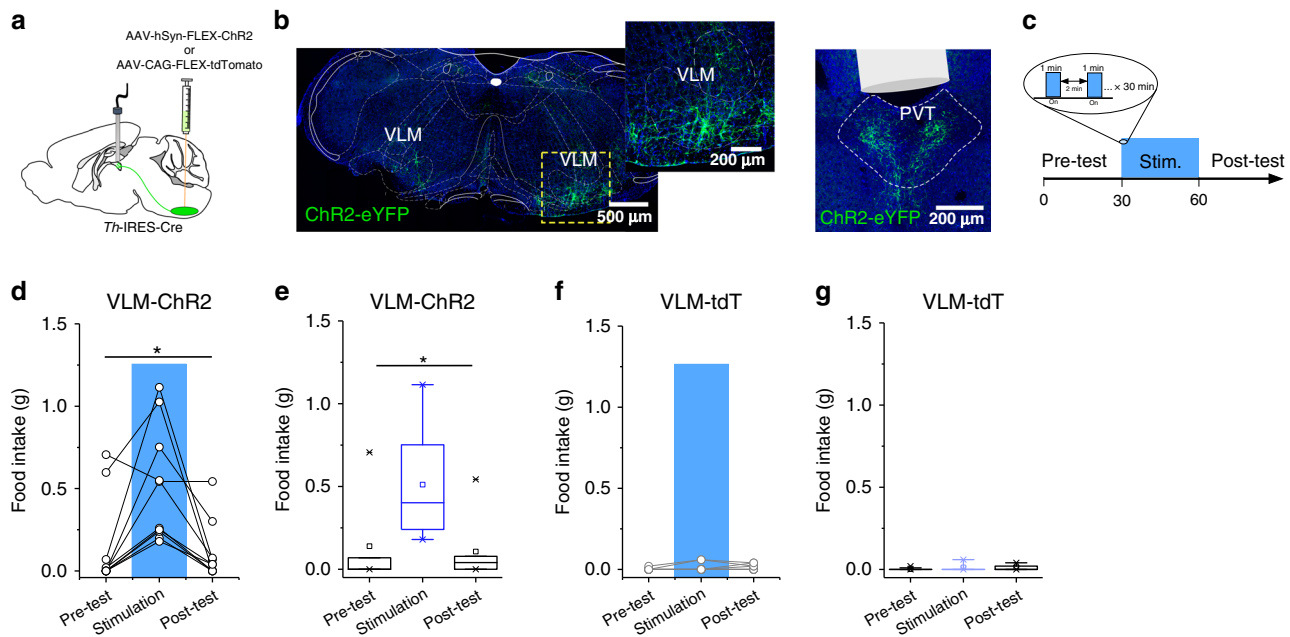 a
AAV-hSyn-FLEX-ChR2
or
AAV-CAG-FLEX-tdTomato
Th-IRES-Cre
b
VLM
VLM
ChR2-eYFP
500 µm
VLM
200 µm
PVT
ChR2-eYFP
200 µm
c
1 min
1 min
2 min
... × 30 min
On
On
Pre-test
Stim.
Post-test
0
30
60
d
VLM-ChR2
Food intake (g)
1.5
1.0
0.5
0.0
*
Pre-test
Stimulation
Post-test
e
VLM-ChR2
Food intake (g)
1.5
1.0
0.5
0.0
*
Pre-test
Stimulation
Post-test
f
VLM-tdT
Food intake (g)
1.5
1.0
0.5
0.0
Pre-test
Stimulation
Post-test
g
VLM-tdT
Food intake (g)
1.5
1.0
0.5
0.0
Pre-test
Stimulation
Post-test